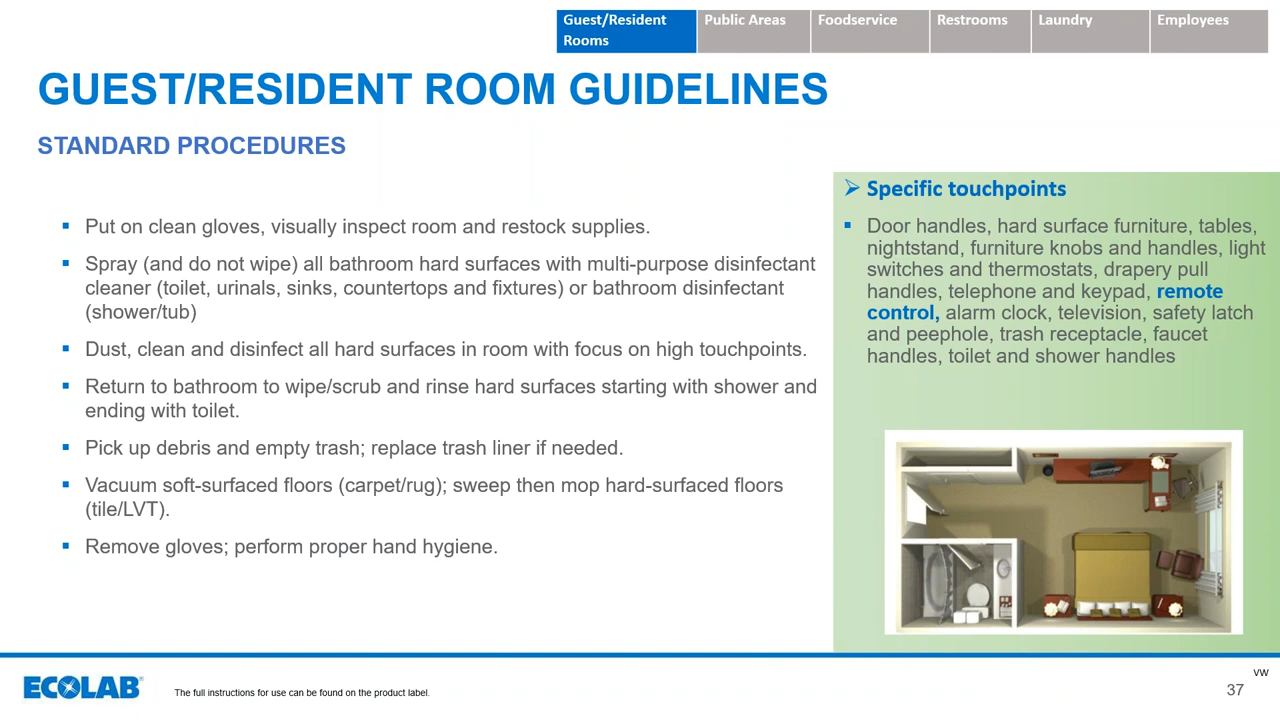 Guest/Resident
Rooms
Public Areas
Foodservice
Restrooms
Laundry
Employees
GUEST/RESIDENT ROOM GUIDELINES
STANDARD PROCEDURES
▪ Put on clean gloves, visually inspect room and restock supplies.
▪ Spray (and do not wipe) all bathroom hard surfaces with multi-purpose disinfectant
cleaner (toilet, urinals, sinks, countertops and fixtures) or bathroom disinfectant
(shower/tub)
▪ Dust, clean and disinfect all hard surfaces in room with focus on high touchpoints.
▪ Return to bathroom to wipe/scrub and rinse hard surfaces starting with shower and
ending with toilet.
▪ Pick up debris and empty trash; replace trash liner if needed.
▪ Vacuum soft-surfaced floors (carpet/rug); sweep then mop hard-surfaced floors
(tile/LVT).
▪ Remove gloves; perform proper hand hygiene.
➢ Specific touchpoints
▪ Door handles, hard surface furniture, tables,
nightstand, furniture knobs and handles, light
switches and thermostats, drapery pull
handles, telephone and keypad, remote
control, alarm clock, television, safety latch
and peephole, trash receptacle, faucet
handles, toilet and shower handles
ECOLAB®
The full instructions for use can be found on the product label.
VW
37